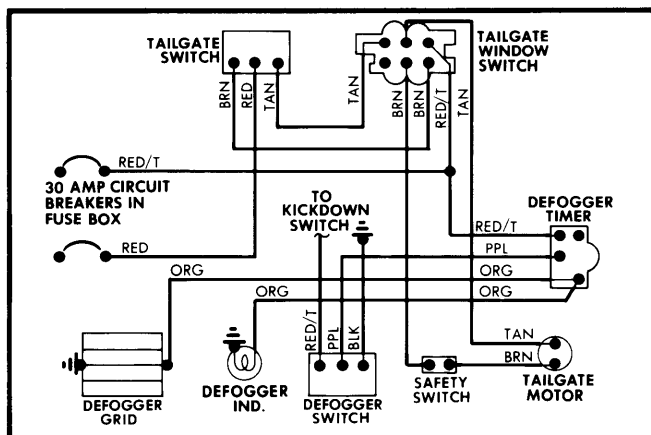 TAILGATE
SWITCH
TAILGATE
WINDOW
SWITCH
BRN
RED
TAN
TAN
BRN
BRN
RED/T
TAN
RED/T
30 AMP CIRCUIT
BREAKERS IN
FUSE BOX
TO
KICKDOWN
SWITCH
DEFOGGER
TIMER
RED/T
RED
PPL
ORG
ORG
ORG
ORG
RED/T
PPL
BLK
TAN
BRN
DEFOGGER
GRID
DEFOGGER
IND.
DEFOGGER
SWITCH
SAFETY
SWITCH
TAILGATE
MOTOR